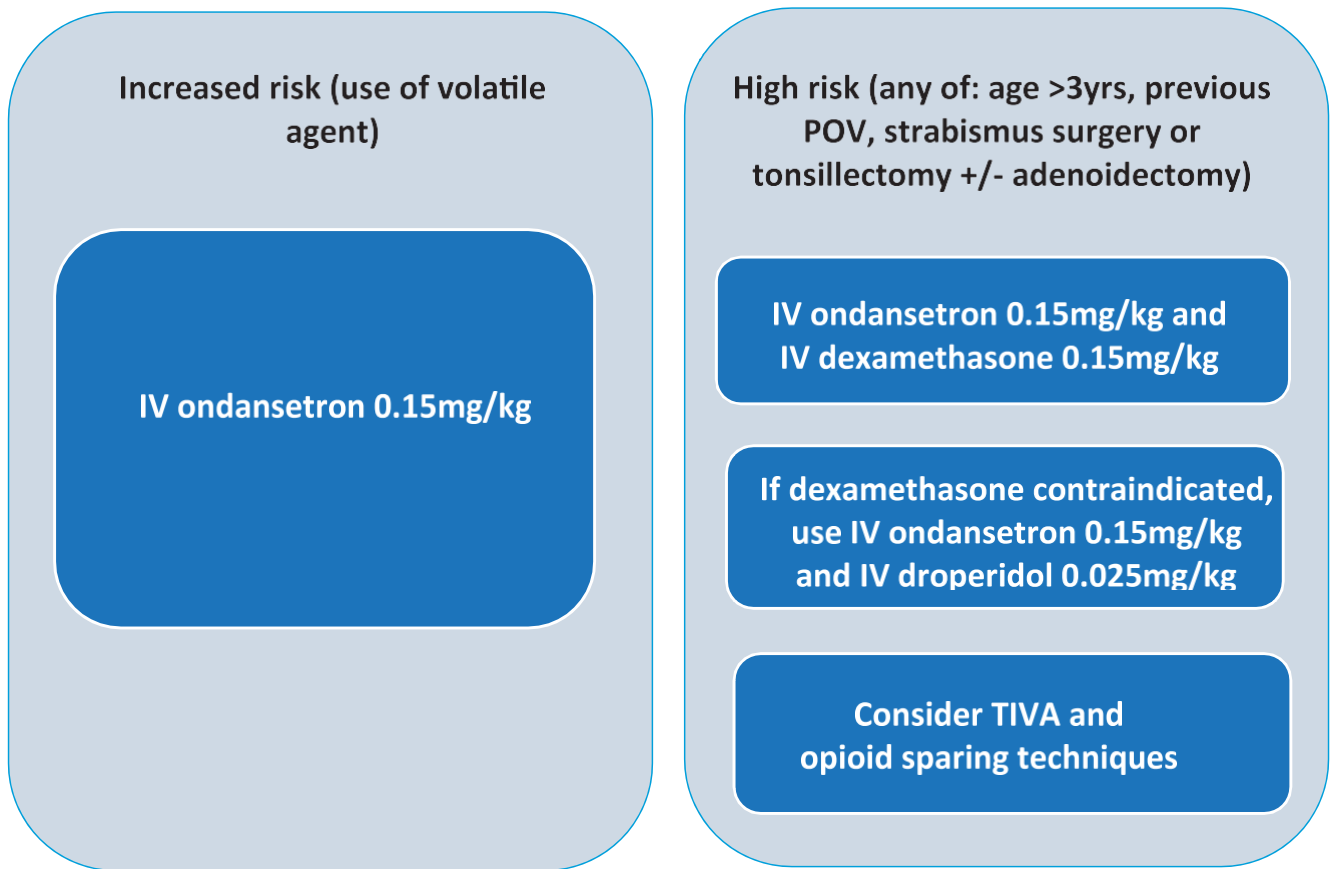 Increased risk (use of volatile
agent)
IV ondansetron 0.15mg/kg
High risk (any of: age >3yrs, previous
POV, strabismus surgery or
tonsillectomy +/- adenoidectomy)
IV ondansetron 0.15mg/kg and
IV dexamethasone 0.15mg/kg
If dexamethasone contraindicated,
use IV ondansetron 0.15mg/kg
and IV droperidol 0.025mg/kg
Consider TIVA and
opioid sparing techniques